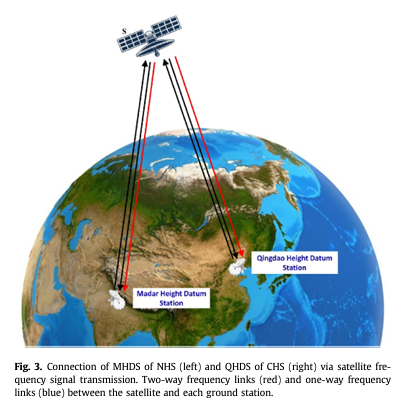 S
Qingdao Height Datum
Station
Madar Height Datum
Station
Fig. 3. Connection of MHDS of NHS (left) and QHDS of CHS (right) via satellite fre-
quency signal transmission. Two-way frequency links (red) and one-way frequency
links (blue) between the satellite and each ground station.